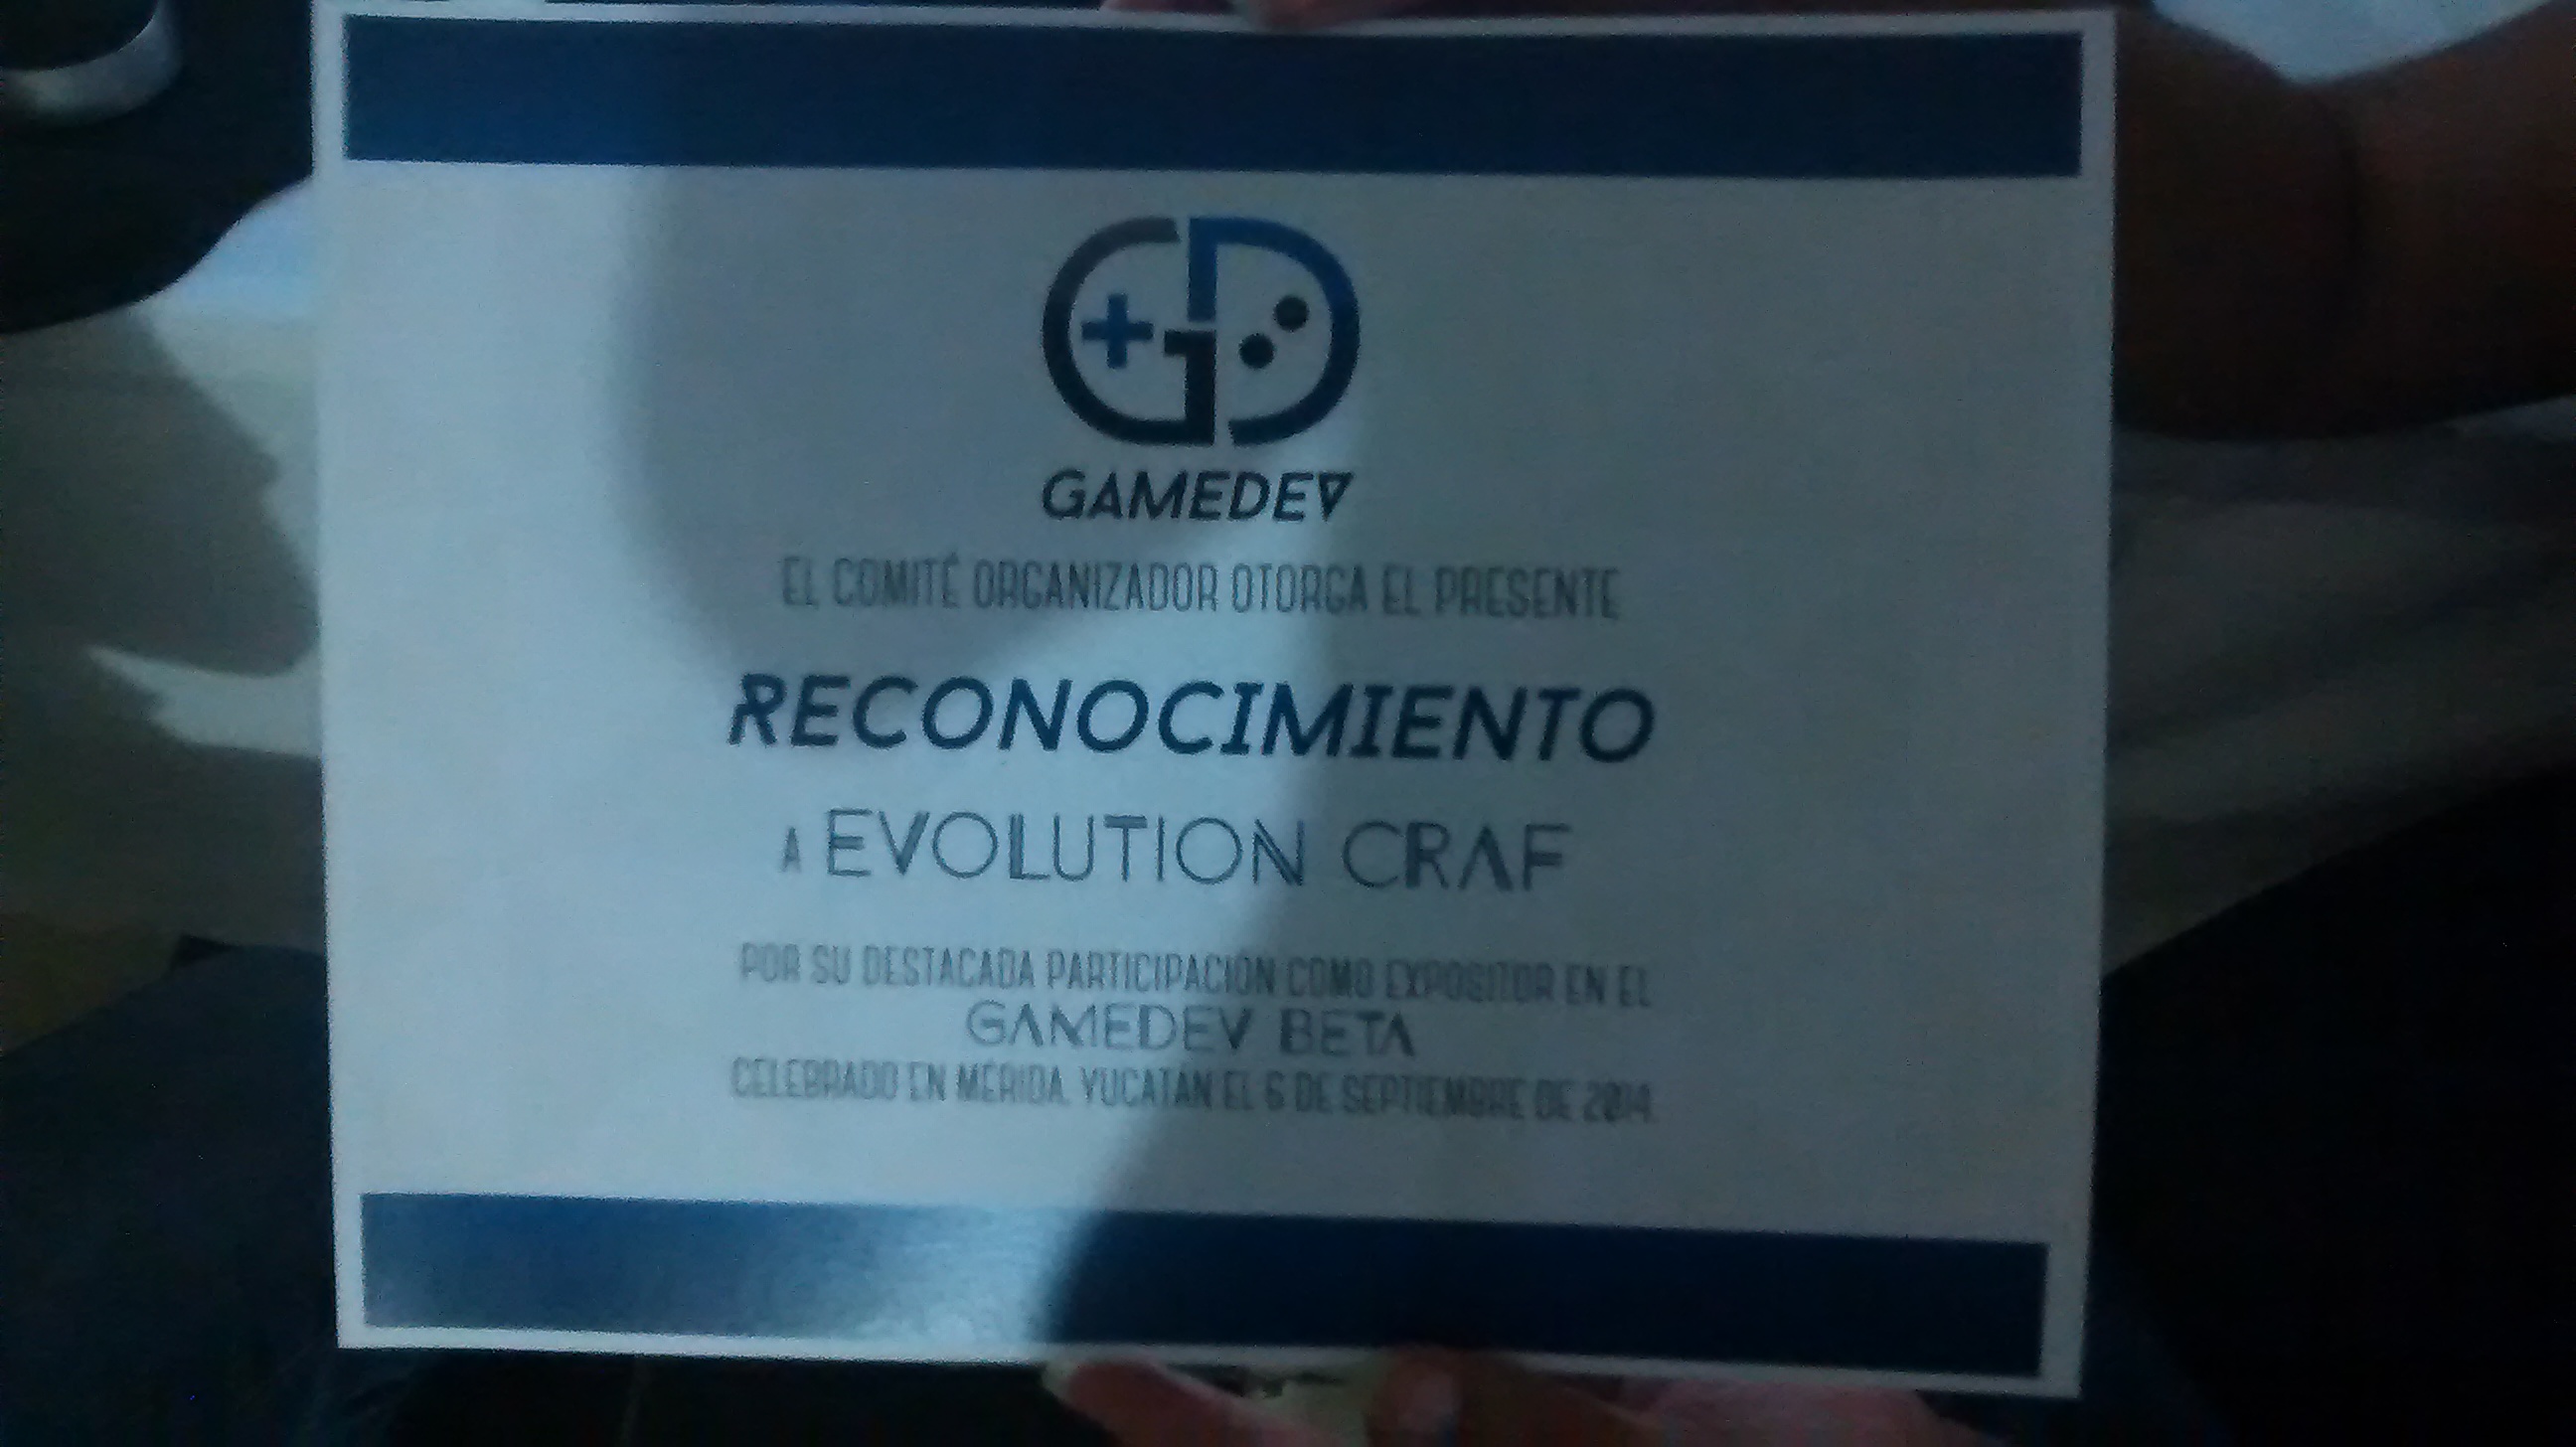 GD
GAMEDEV
EL COMITÉ ORGANIZADOR OTORGA EL PRESENTE
RECONOCIMIENTO
A EVOLUTION CRAF
POR SU DESTACADA PARTICIPACIÓN COMO EXPOSITOR EN EL
GAMEDEV BETA
CELEBRADO EN MÉRIDA, YUCATÁN EL 6 DE SEPTIEMBRE DE 2014.